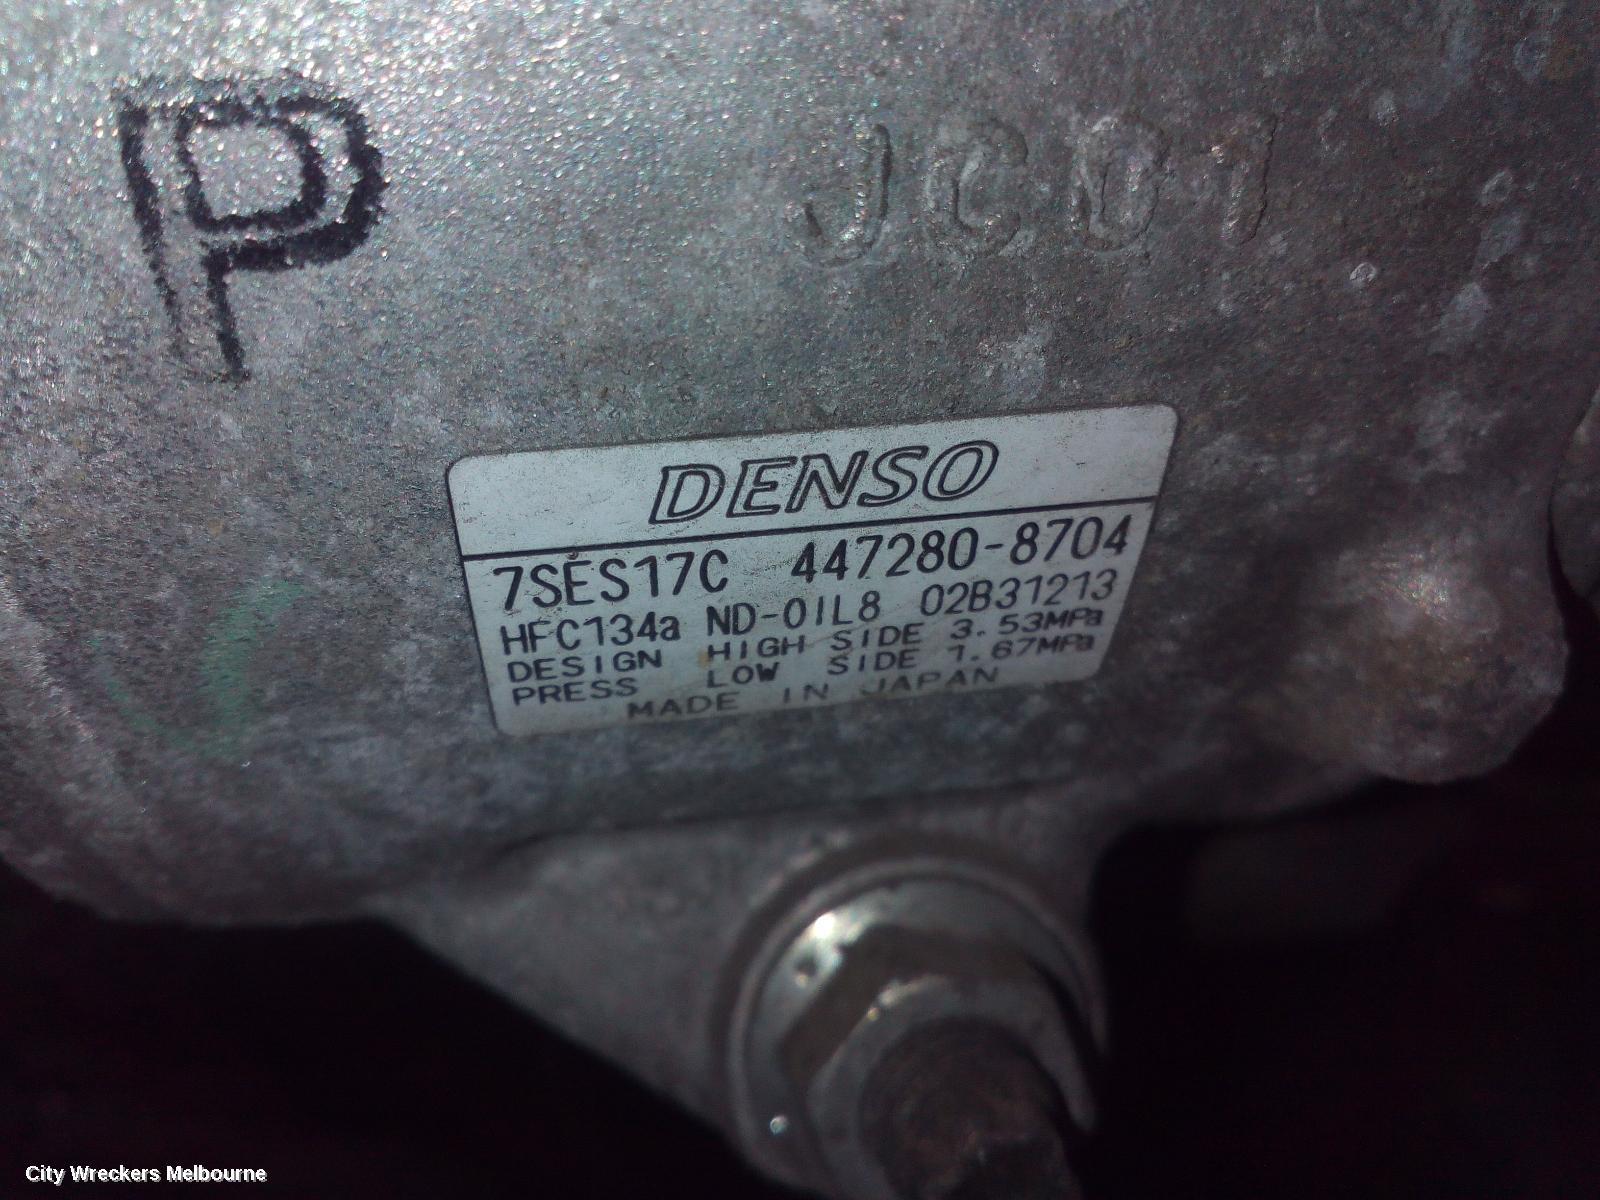 P
JC01
DENSO
7SES17C 447280-8704
HFC134a ND-OIL8 02B31213
DESIGN HIGH SIDE 3.53MPa
PRESS LOW SIDE 1.67MPa
MADE IN JAPAN
City Wreckers Melbourne